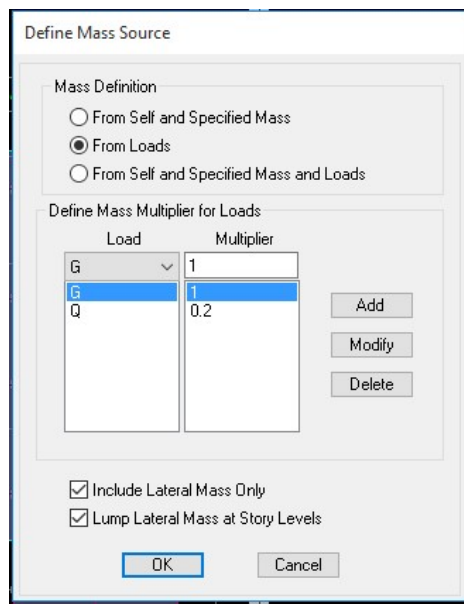 Define Mass Source
Mass Definition
From Self and Specified Mass
From Loads
From Self and Specified Mass and Loads
Define Mass Multiplier for Loads
Load Multiplier
G 1
G 1
Q 0.2
Add
Modify
Delete
Include Lateral Mass Only
Lump Lateral Mass at Story Levels
OK Cancel